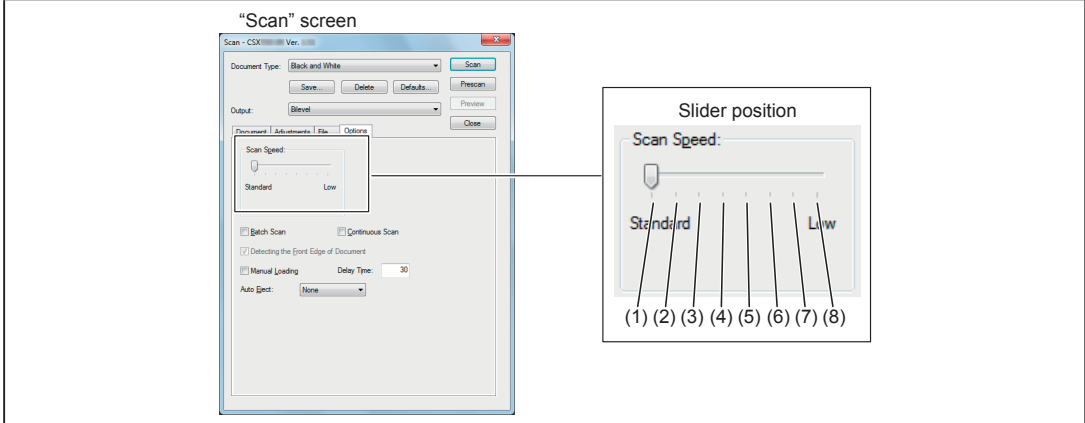 “Scan” screen
Scan - CSX Ver.
Document Type: Black and White Scan
Save... Delete Defaults... Prescan
Output: Bilevel Preview
Close
Document Adjustments File Options
Scan Speed:
Standard Low
Batch Scan Continuous Scan
Detecting the Front Edge of Document
Manual Loading Delay Time: 30
Auto Eject: None
Slider position
Scan Speed:
Standard Low
(1) (2) (3) (4) (5) (6) (7) (8)